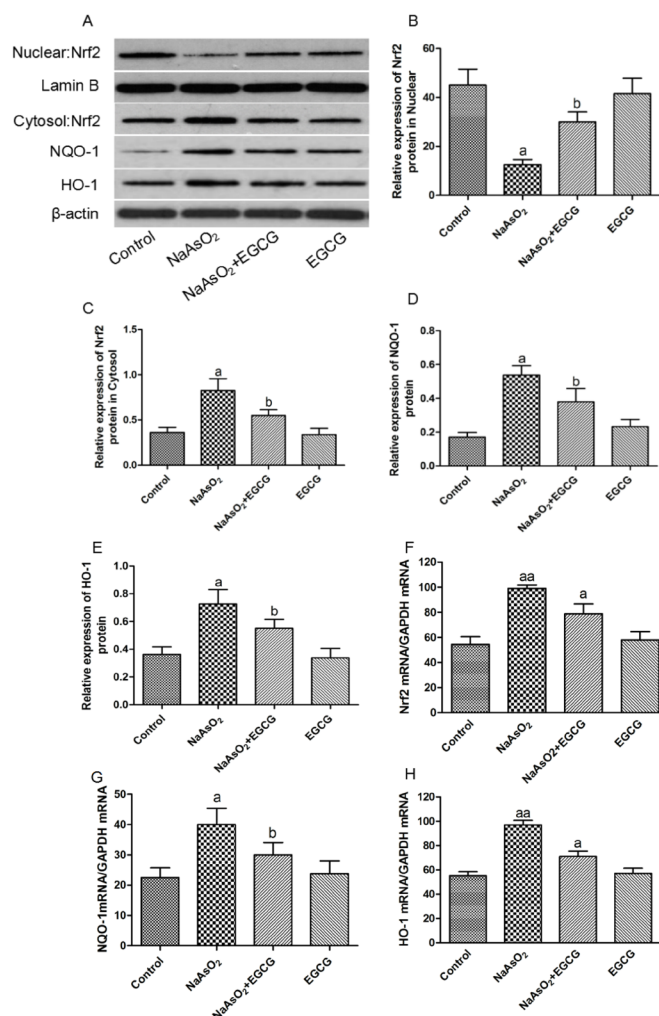 A
Nuclear:Nrf2
Lamin B
Cytosol:Nrf2
NQO-1
HO-1
β-actin
Control
NaAsO₂
NaAsO₂+EGCG
EGCG
B
Relative expression of Nrf2
protein in Nuclear
60
40
20
0
a
b
Control
NaAsO₂
NaAsO₂+EGCG
EGCG
C
Relative expression of Nrf2
protein in Cytosol
1.5
1.0
0.5
0.0
a
b
Control
NaAsO₂
NaAsO₂+EGCG
EGCG
D
Relative expression of NQO-1
protein
0.8
0.6
0.4
0.2
0.0
a
b
Control
NaAsO₂
NaAsO₂+EGCG
EGCG
E
Relative expression of HO-1
protein
1.0
0.8
0.6
0.4
0.2
0.0
a
b
Control
NaAsO₂
NaAsO₂+EGCG
EGCG
F
Nrf2 mRNA/GAPDH mRNA
120
100
80
60
40
20
0
aa
a
Control
NaAsO₂
NaAsO2+EGCG
EGCG
G
NQO-1mRNA/GAPDH mRNA
50
40
30
20
10
0
a
b
Control
NaAsO₂
NaAsO₂+EGCG
EGCG
H
HO-1 mRNA/GAPDH mRNA
120
100
80
60
40
20
0
aa
a
Control
NaAsO₂
NaAsO₂+EGCG
EGCG